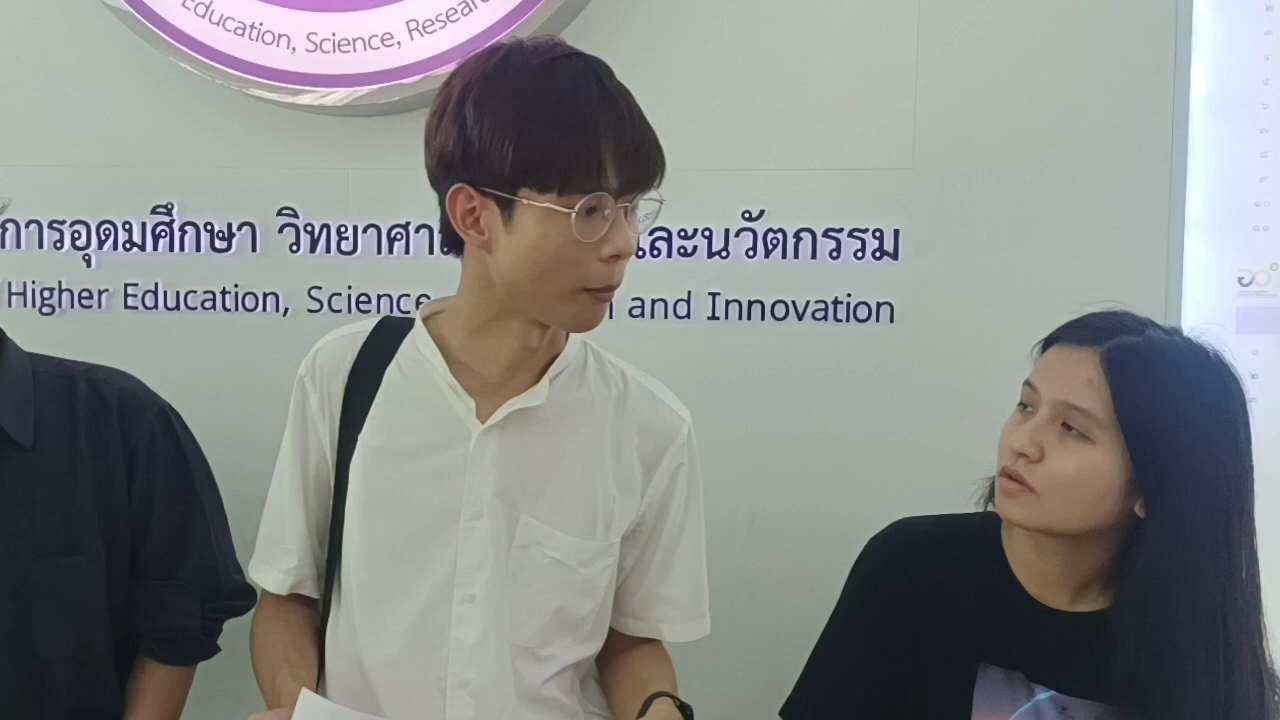 Education, Science, Resear
การอุดมศึกษา วิทยาศา และนวัตกรรม
Higher Education, Science and Innovation